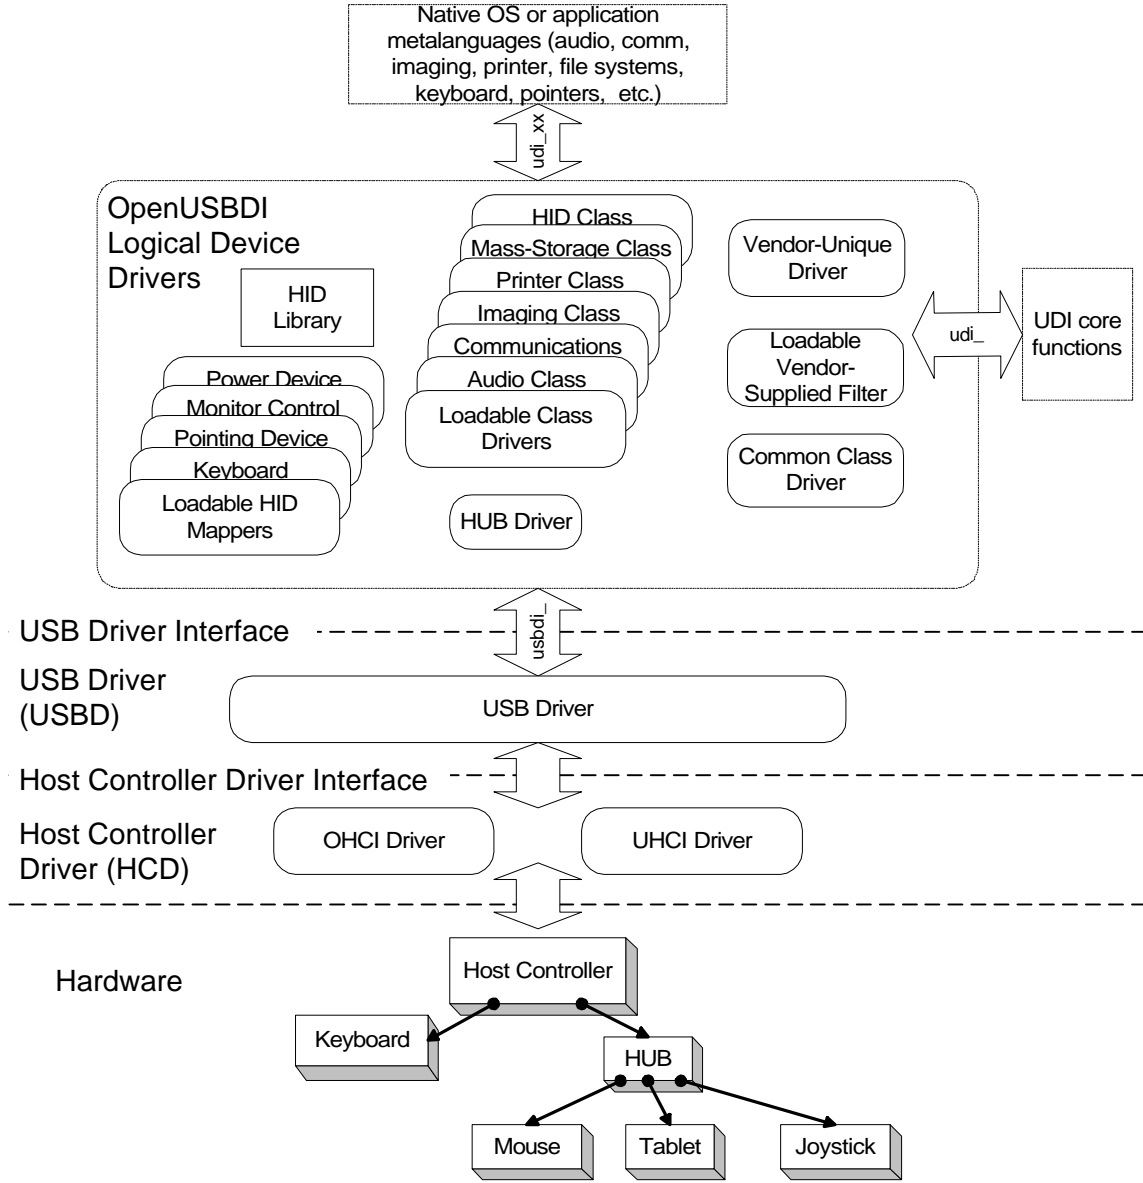 Native OS or application
metalanguages (audio, comm,
imaging, printer, file systems,
keyboard, pointers, etc.)
udi_xx
OpenUSBDI
Logical Device
Drivers
HID
Library
Power Device
Monitor Control
Pointing Device
Keyboard
Loadable HID
Mappers
HID Class
Mass-Storage Class
Printer Class
Imaging Class
Communications
Audio Class
Loadable Class
Drivers
HUB Driver
Vendor-Unique
Driver
Loadable
Vendor-
Supplied Filter
Common Class
Driver
udi_
UDI core
functions
usbdi_
USB Driver Interface
USB Driver
(USBD)
USB Driver
Host Controller Driver Interface
Host Controller
Driver (HCD)
OHCI Driver
UHCI Driver
Hardware
Host Controller
Keyboard
HUB
Mouse
Tablet
Joystick